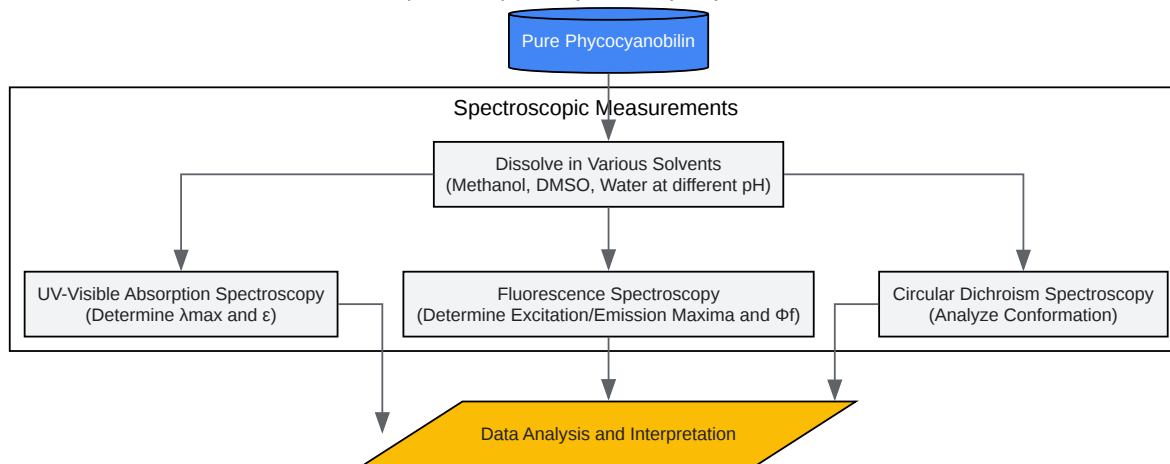 Pure Phycocyanobilin
Spectroscopic Measurements
Dissolve in Various Solvents
(Methanol, DMSO, Water at different pH)
UV-Visible Absorption Spectroscopy
(Determine λmax and ε)
Fluorescence Spectroscopy
(Determine Excitation/Emission Maxima and Φf)
Circular Dichroism Spectroscopy
(Analyze Conformation)
Data Analysis and Interpretation